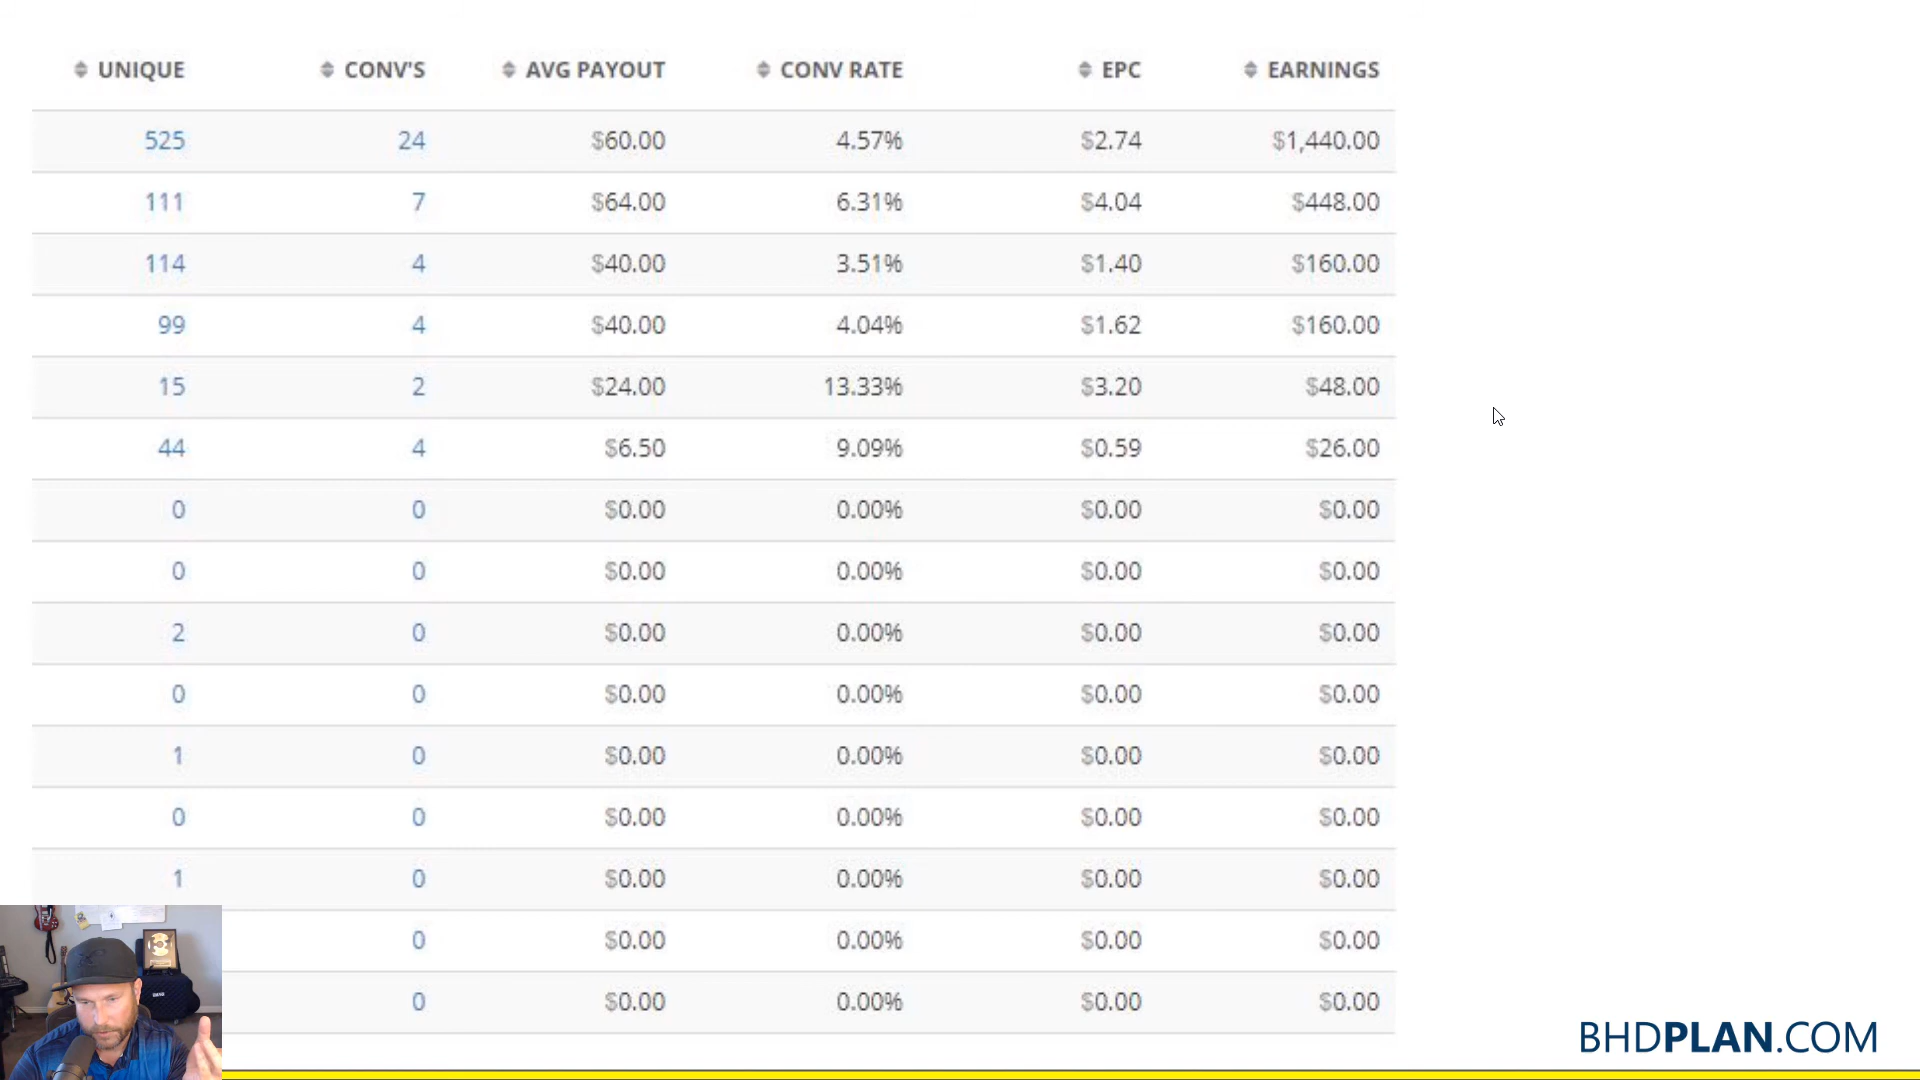 UNIQUE CONV'S AVG PAYOUT CONV RATE EPC EARNINGS
525 24 $60.00 4.57% $2.74 $1,440.00
111 7 $64.00 6.31% $4.04 $448.00
114 4 $40.00 3.51% $1.40 $160.00
99 4 $40.00 4.04% $1.62 $160.00
15 2 $24.00 13.33% $3.20 $48.00
44 4 $6.50 9.09% $0.59 $26.00
0 0 $0.00 0.00% $0.00 $0.00
0 0 $0.00 0.00% $0.00 $0.00
2 0 $0.00 0.00% $0.00 $0.00
0 0 $0.00 0.00% $0.00 $0.00
1 0 $0.00 0.00% $0.00 $0.00
0 0 $0.00 0.00% $0.00 $0.00
1 0 $0.00 0.00% $0.00 $0.00
0 $0.00 0.00% $0.00 $0.00
0 $0.00 0.00% $0.00 $0.00
BHDPLAN.COM